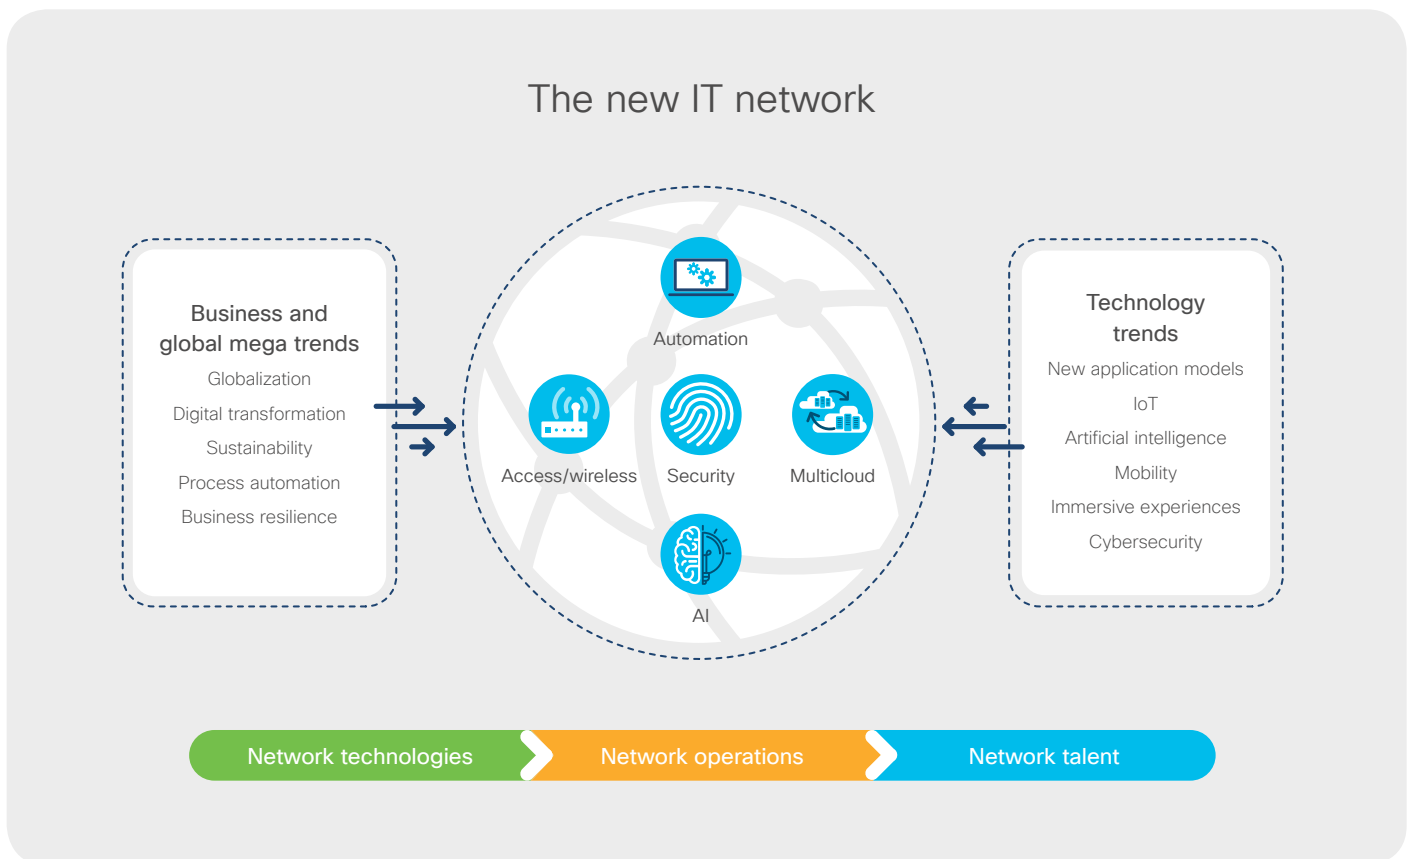 The new IT network
Business and
global mega trends
Globalization
Digital transformation
Sustainability
Process automation
Business resilience
Automation
Access/wireless
Security
Multicloud
AI
Technology
trends
New application models
IoT
Artificial intelligence
Mobility
Immersive experiences
Cybersecurity
Network technologies
Network operations
Network talent